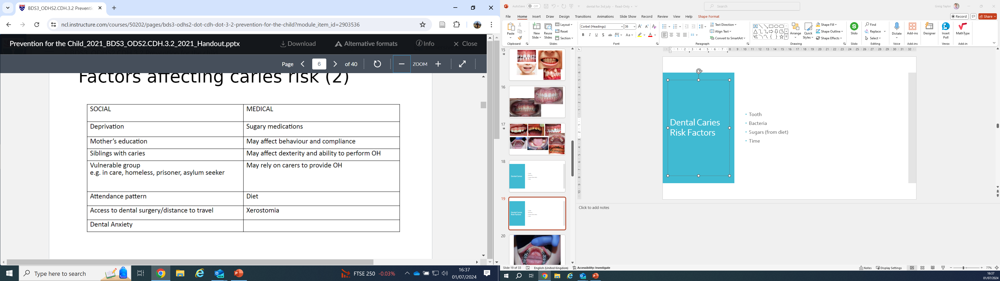 BDS3_ODHS2.CDH.3.2 Preventi
ncl.instructure.com/courses/50202/pages/bds3-odhs2-dot-cdh-dot-3-2-prevention-for-the-child?module_item_id=2903536
Prevention for the Child_2021_BDS3_ODS2.CDH.3.2_2021_Handout.pptx
Download
Alternative formats
Info
Close
Page
6
of 40
ZOOM
Factors affecting caries risk (2)
SOCIAL
MEDICAL
Deprivation
Sugary medications
Mother's education
May affect behaviour and compliance
Siblings with caries
May affect dexterity and ability to perform OH
Vulnerable group
e.g. in care, homeless, prisoner, asylum seeker
May rely on carers to provide OH
Attendance pattern
Diet
Access to dental surgery/distance to travel
Xerostomia
Dental Anxiety
Type here to search
FTSE 250 -0.03%
16:37
01/07/2024
AutoSave Off
dental for 3rd july - Read-Only
Search
Greig Taylor
File Home Insert Draw Design Transitions Animations Slide Show Record Review View Help Shape Format
Record
Share
Paste
Clipboard
New Slide
Reuse Slides
Layout
Reset
Section
Slides
Corbel (Headings)
36
Font
Text Direction
Align Text
Convert to SmartArt
Paragraph
Arrange
Quick Styles
Shape Fill
Shape Outline
Shape Effects
Drawing
Slido
Slido
Find
Replace
Select
Editing
Dictate
Voice
Add-ins
Add-ins
Designer
Insert Poll
Vevox
MathType
Add-in
15
16
17
18
Dental Caries
19
Dental Caries
Risk Factors
20
Dental Caries
Risk Factors
• Tooth
• Bacteria
• Sugars (from diet)
• Time
Click to add notes
Slide 19 of 33
English (United Kingdom)
Accessibility: Investigate
Notes
Display Settings
77%
16:37
01/07/2024